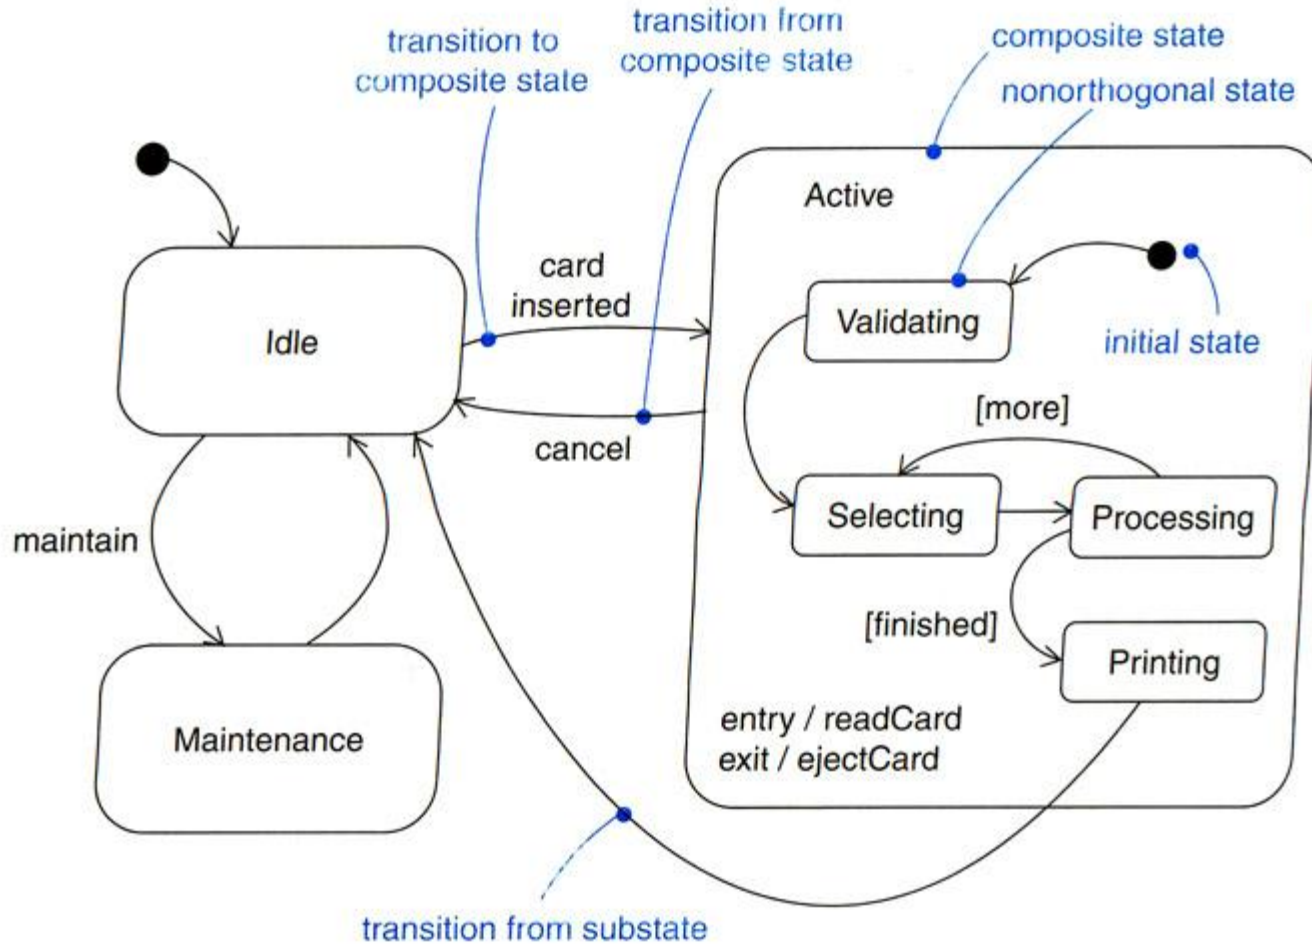 transition to
composite state
transition from
composite state
composite state
nonorthogonal state
Active
card
inserted
Idle
Validating
initial state
[more]
cancel
Selecting
Processing
maintain
[finished]
Printing
Maintenance
entry / readCard
exit / ejectCard
transition from substate